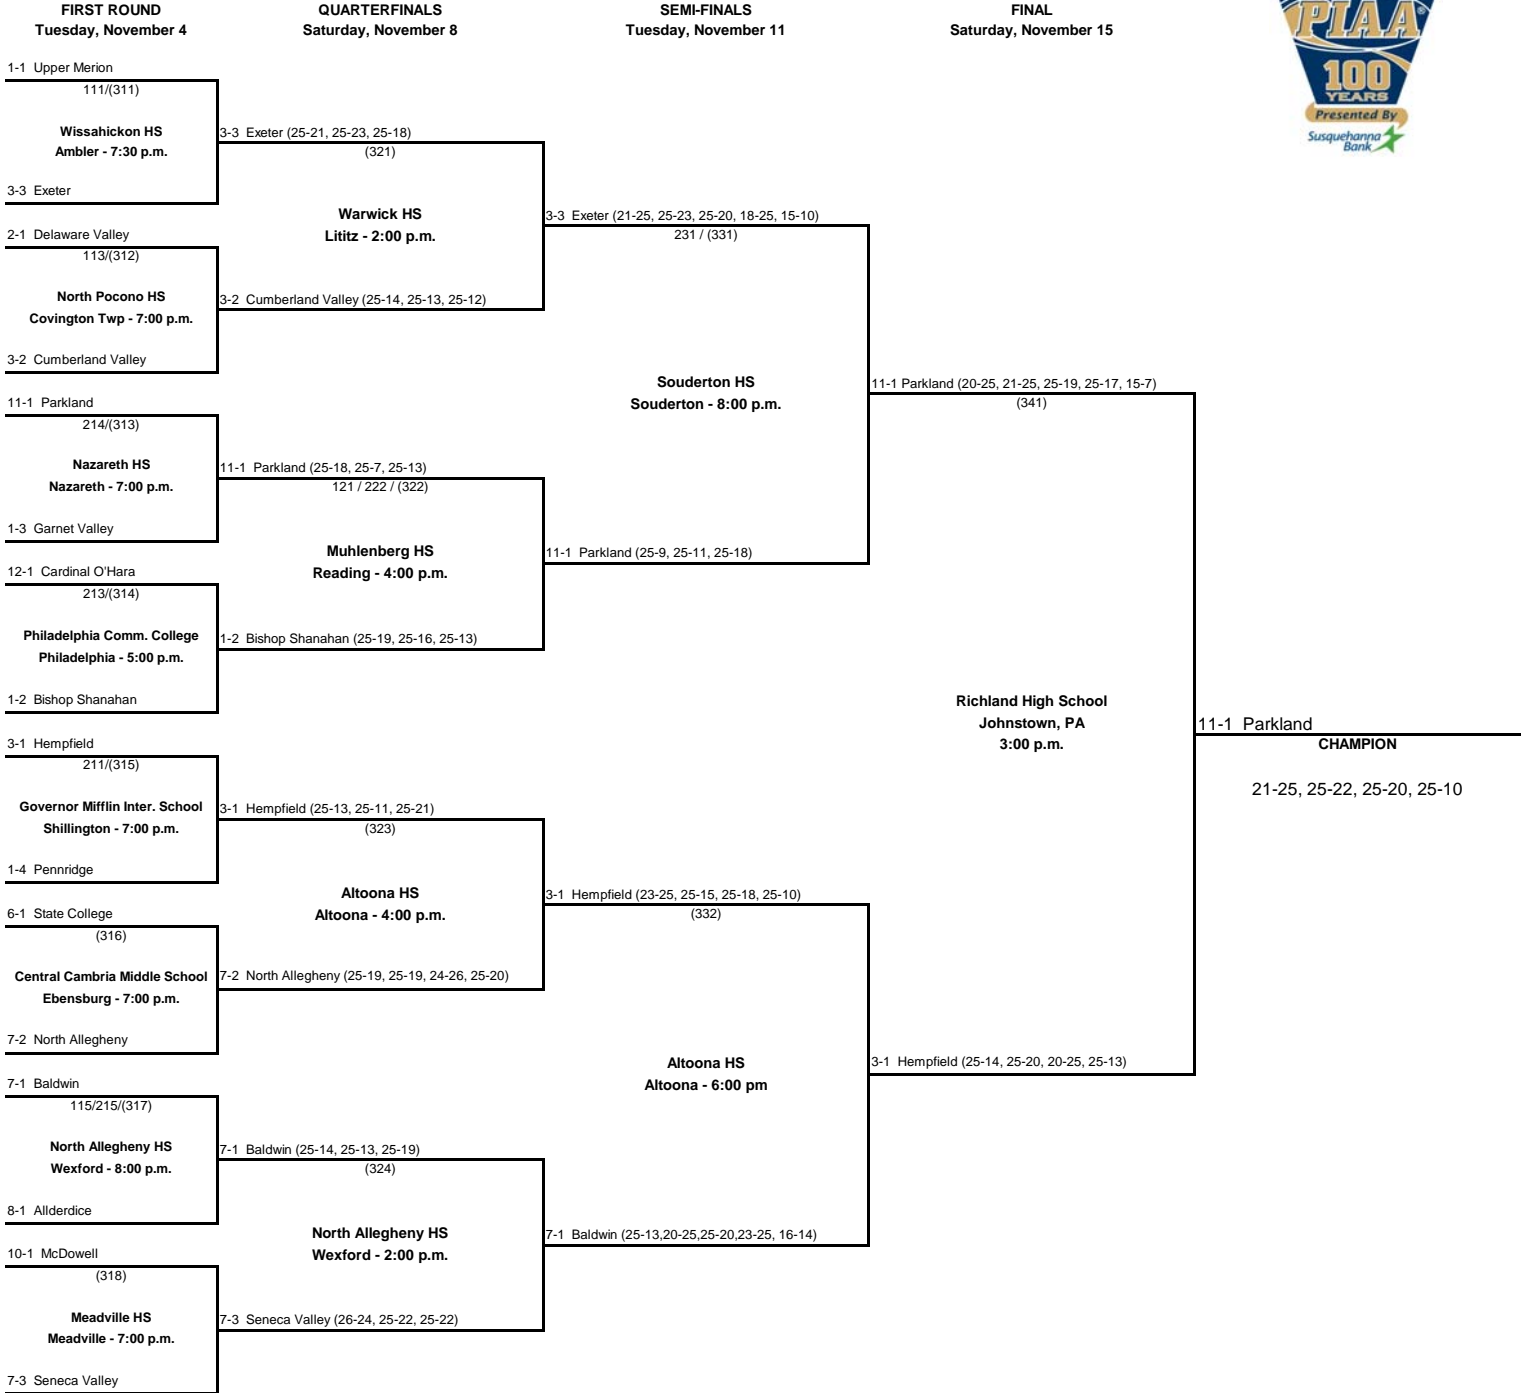 FIRST ROUND
Tuesday, November 4
QUARTERFINALS
Saturday, November 8
SEMI-FINALS
Tuesday, November 11
FINAL
Saturday, November 15
PIAA®
100
YEARS
Presented By
Susquehanna
Bank
1-1 Upper Merion
111/(311)
Wissahickon HS
Ambler - 7:30 p.m.
3-3 Exeter
2-1 Delaware Valley
113/(312)
North Pocono HS
Covington Twp - 7:00 p.m.
3-2 Cumberland Valley
11-1 Parkland
214/(313)
Nazareth HS
Nazareth - 7:00 p.m.
1-3 Garnet Valley
12-1 Cardinal O'Hara
213/(314)
Philadelphia Comm. College
Philadelphia - 5:00 p.m.
1-2 Bishop Shanahan
3-1 Hempfield
211/(315)
Governor Mifflin Inter. School
Shillington - 7:00 p.m.
1-4 Pennridge
6-1 State College
(316)
Central Cambria Middle School
Ebensburg - 7:00 p.m.
7-2 North Allegheny
7-1 Baldwin
115/215/(317)
North Allegheny HS
Wexford - 8:00 p.m.
8-1 Allderdice
10-1 McDowell
(318)
Meadville HS
Meadville - 7:00 p.m.
7-3 Seneca Valley
3-3 Exeter (25-21, 25-23, 25-18)
(321)
Warwick HS
Lititz - 2:00 p.m.
3-2 Cumberland Valley (25-14, 25-13, 25-12)
11-1 Parkland (25-18, 25-7, 25-13)
121 / 222 / (322)
Muhlenberg HS
Reading - 4:00 p.m.
1-2 Bishop Shanahan (25-19, 25-16, 25-13)
3-1 Hempfield (25-13, 25-11, 25-21)
(323)
Altoona HS
Altoona - 4:00 p.m.
7-2 North Allegheny (25-19, 25-19, 24-26, 25-20)
7-1 Baldwin (25-14, 25-13, 25-19)
(324)
North Allegheny HS
Wexford - 2:00 p.m.
7-3 Seneca Valley (26-24, 25-22, 25-22)
3-3 Exeter (21-25, 25-23, 25-20, 18-25, 15-10)
231 / (331)
Souderton HS
Souderton - 8:00 p.m.
11-1 Parkland (25-9, 25-11, 25-18)
3-1 Hempfield (23-25, 25-15, 25-18, 25-10)
(332)
Altoona HS
Altoona - 6:00 pm
7-1 Baldwin (25-13,20-25,25-20,23-25, 16-14)
11-1 Parkland (20-25, 21-25, 25-19, 25-17, 15-7)
(341)
Richland High School
Johnstown, PA
3:00 p.m.
3-1 Hempfield (25-14, 25-20, 20-25, 25-13)
11-1 Parkland
CHAMPION
21-25, 25-22, 25-20, 25-10